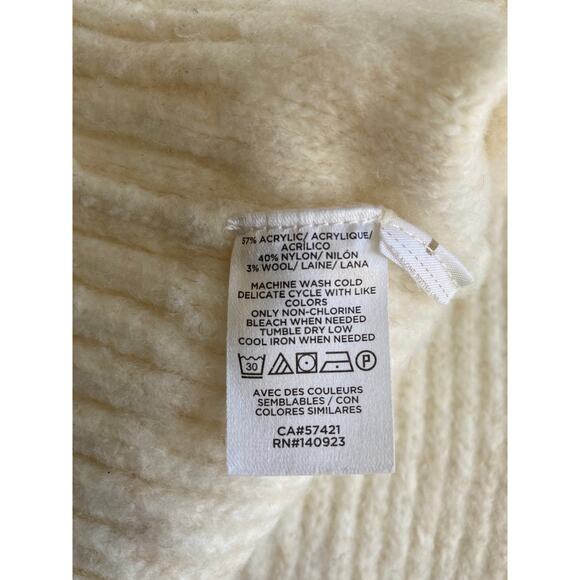 57% ACRYLIC/ ACRYLIQUE/
ACRÍLICO
40% NYLON/ NILÓN
3% WOOL/ LAINE/ LANA
MACHINE WASH COLD
DELICATE CYCLE WITH LIKE
COLORS
ONLY NON-CHLORINE
BLEACH WHEN NEEDED
TUMBLE DRY LOW
COOL IRON WHEN NEEDED
30 P
AVEC DES COULEURS
SEMBLABLES / CON
COLORES SIMILARES
CA#57421
RN#140923